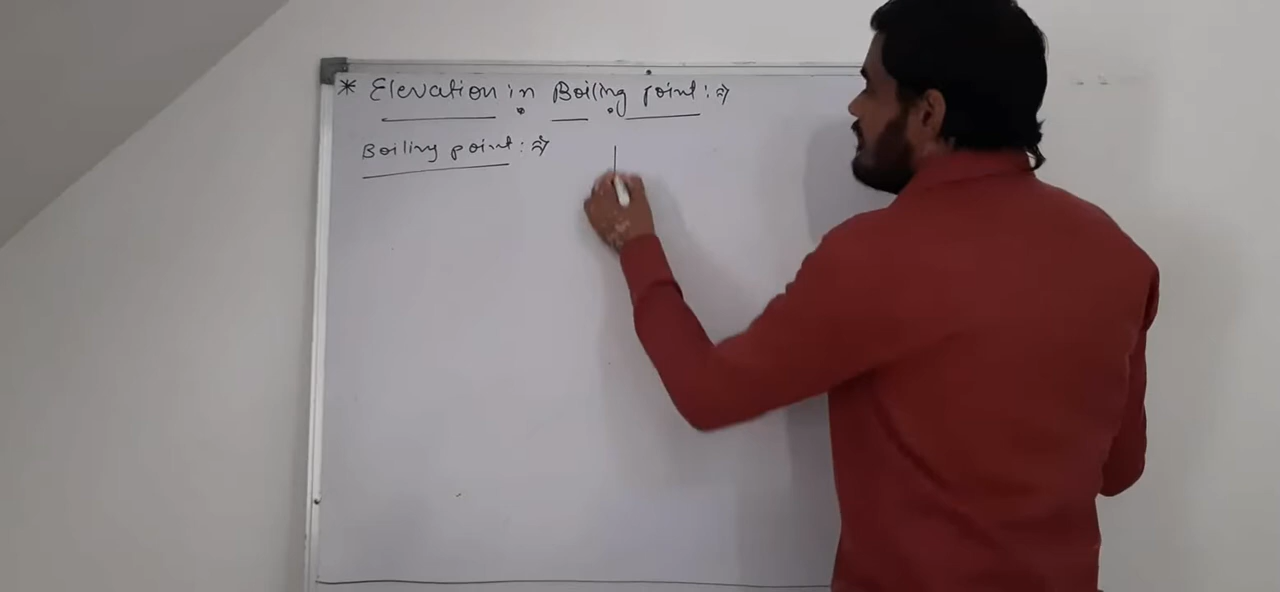 * Elevation in Boiling point :⇒
Boiling point :⇒